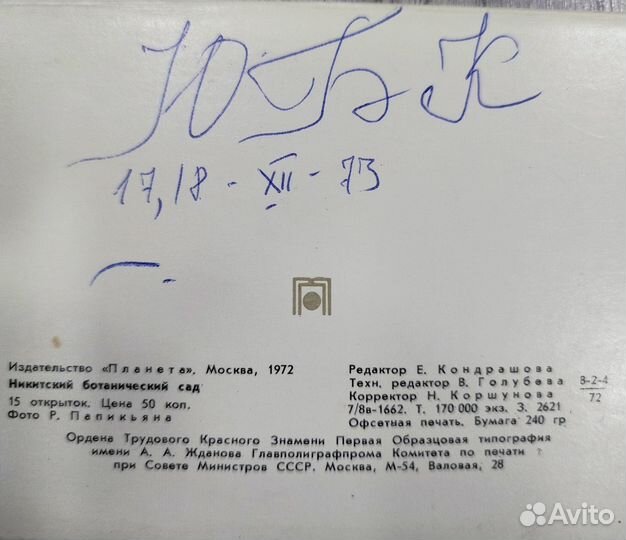 ЮБК
17,18 - XII - 73
Издательство «Планета». Москва, 1972
Никитский ботанический сад
15 открыток. Цена 50 коп.
Фото Р. Папикьяна
Редактор Е. Кондрашова
Техн. редактор В. Голубева
Корректор Н. Коршунова
7/8в-1662. Т. 170 000 экз. З. 2621
Офсетная печать. Бумага 240 гр
8-2-4
72
Ордена Трудового Красного Знамени Первая Образцовая типография
имени А. А. Жданова Главполиграфпрома Комитета по печати
при Совете Министров СССР. Москва, М-54, Валовая, 28
Avito